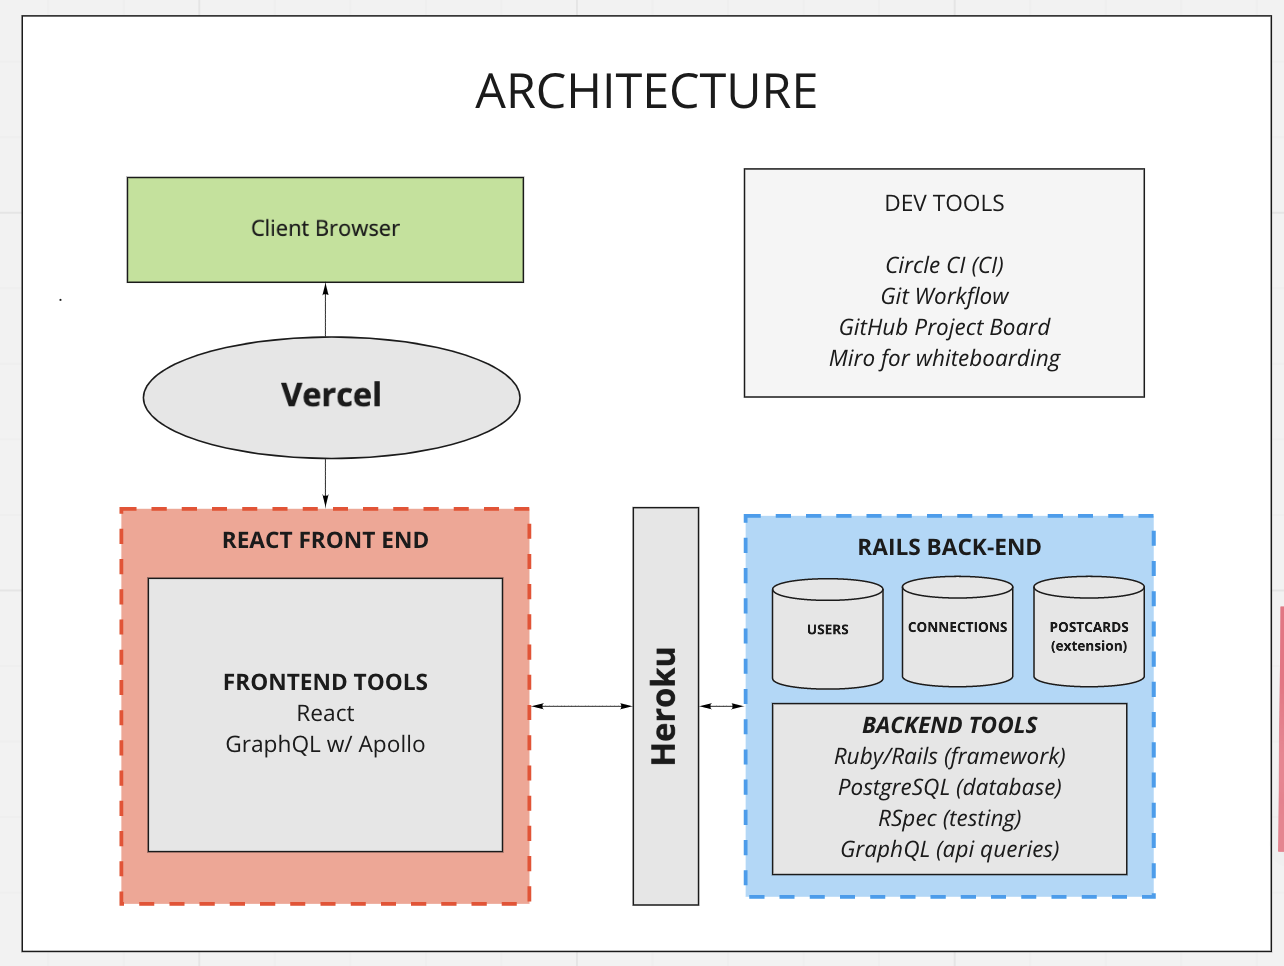 ARCHITECTURE
Client Browser
Vercel
DEV TOOLS
Circle CI (CI)
Git Workflow
GitHub Project Board
Miro for whiteboarding
REACT FRONT END
FRONTEND TOOLS
React
GraphQL w/ Apollo
Heroku
RAILS BACK-END
USERS
CONNECTIONS
POSTCARDS
(extension)
BACKEND TOOLS
Ruby/Rails (framework)
PostgreSQL (database)
RSpec (testing)
GraphQL (api queries)